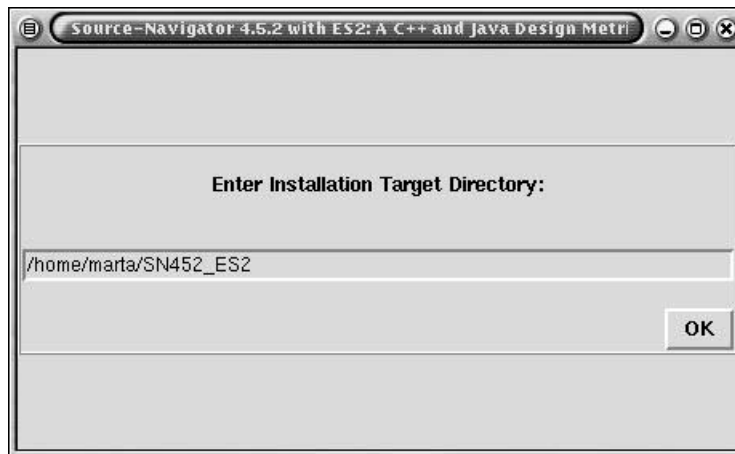 Source-Navigator 4.5.2 with ES2: A C++ and Java Design Metri
Enter Installation Target Directory:
/home/marta/SN452_ES2
OK